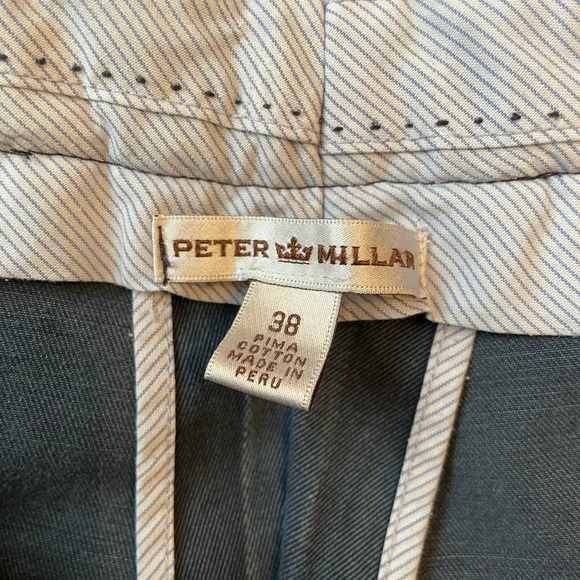 PETER MILLAR
38
PIMA
COTTON
MADE IN
PERU